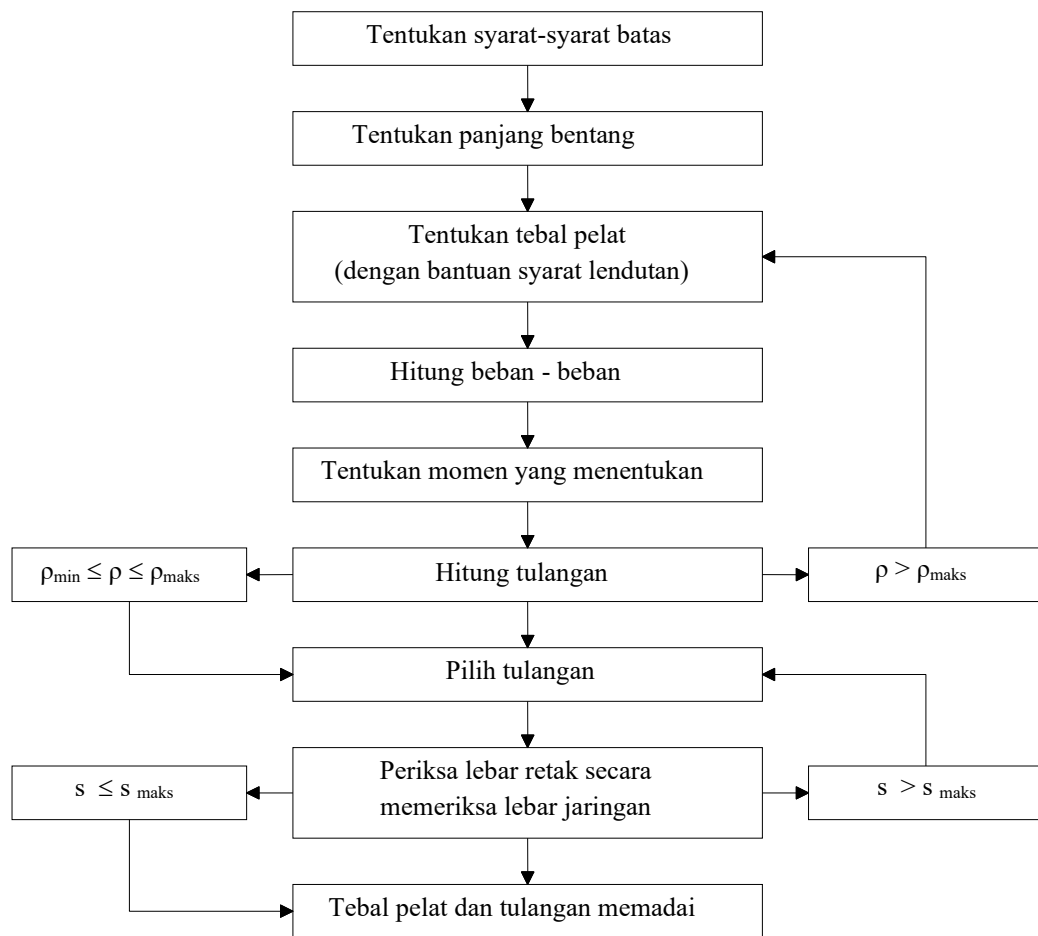 Tentukan syarat-syarat batas
Tentukan panjang bentang
Tentukan tebal pelat
(dengan bantuan syarat lendutan)
Hitung beban - beban
Tentukan momen yang menentukan
ρmin ≤ ρ ≤ ρmaks
Hitung tulangan
ρ > ρmaks
Pilih tulangan
Periksa lebar retak secara
memeriksa lebar jaringan
s ≤ s maks
s > s maks
Tebal pelat dan tulangan memadai